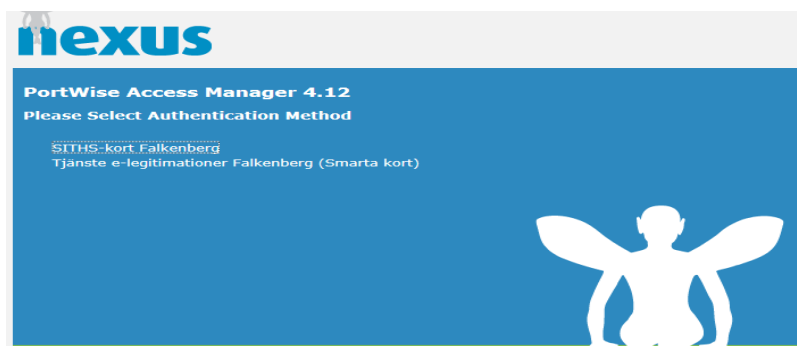 nexus
PortWise Access Manager 4.12
Please Select Authentication Method
SITHS-kort Falkenberg
Tjänste e-legitimationer Falkenberg (Smarta kort)